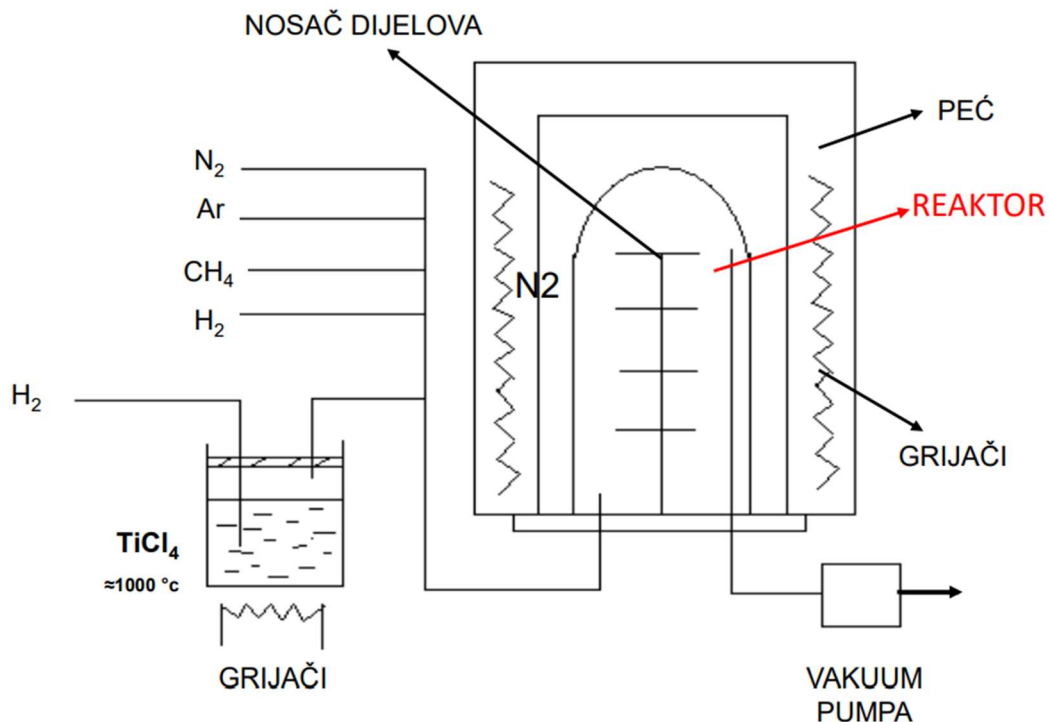 NOSAČ DIJELOVA
PEĆ
N₂
REAKTOR
Ar
CH₄
N2
H₂
H₂
GRIJAČI
TiCl₄
≈1000 °c
GRIJAČI
VAKUUM
PUMPA